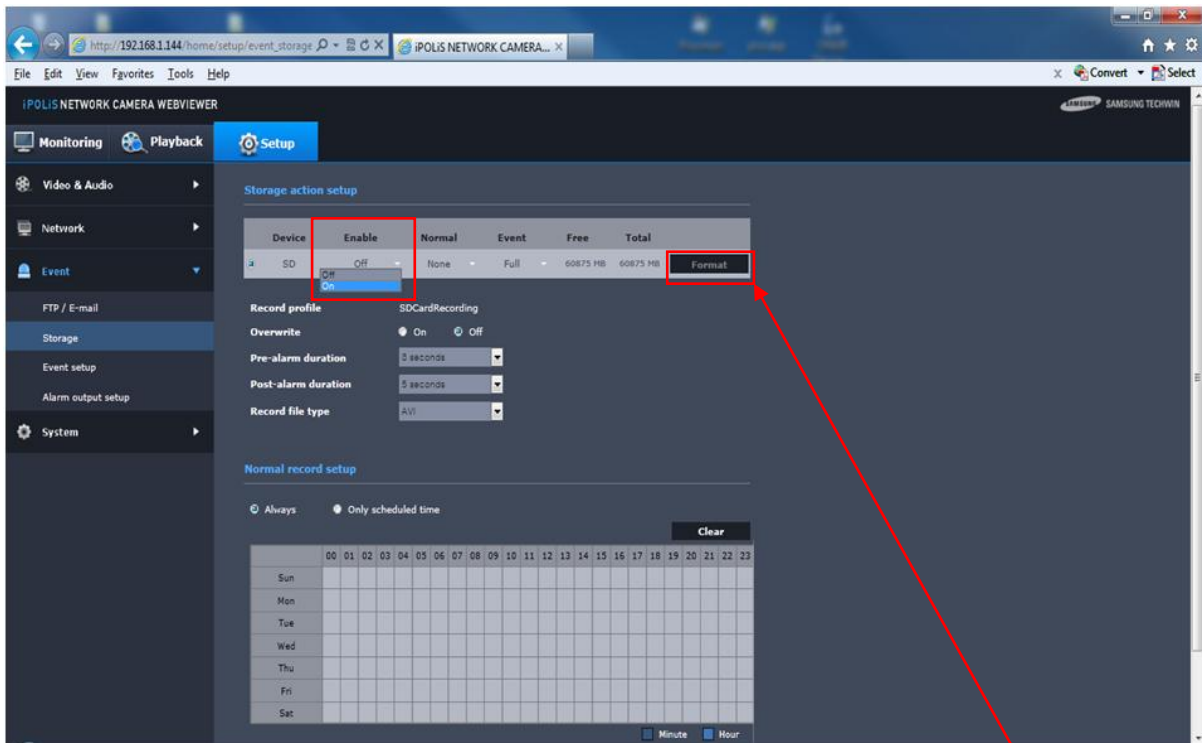 http://192.168.1.144/home/setup/event_storage
iPOLiS NETWORK CAMERA...
File Edit View Favorites Tools Help
x Convert Select
iPOLiS NETWORK CAMERA WEBVIEWER
SAMSUNG SAMSUNG TECHWIN
Monitoring Playback Setup
Video & Audio
Network
Event
FTP / E-mail
Storage
Event setup
Alarm output setup
System
Storage action setup
Device Enable Normal Event Free Total
SD Off None Full 60875 MB 60875 MB Format
Off
On
Record profile SDCardRecording
Overwrite On Off
Pre-alarm duration 5 seconds
Post-alarm duration 5 seconds
Record file type AVI
Normal record setup
Always Only scheduled time
Clear
00 01 02 03 04 05 06 07 08 09 10 11 12 13 14 15 16 17 18 19 20 21 22 23
Sun
Mon
Tue
Wed
Thu
Fri
Sat
Minute Hour